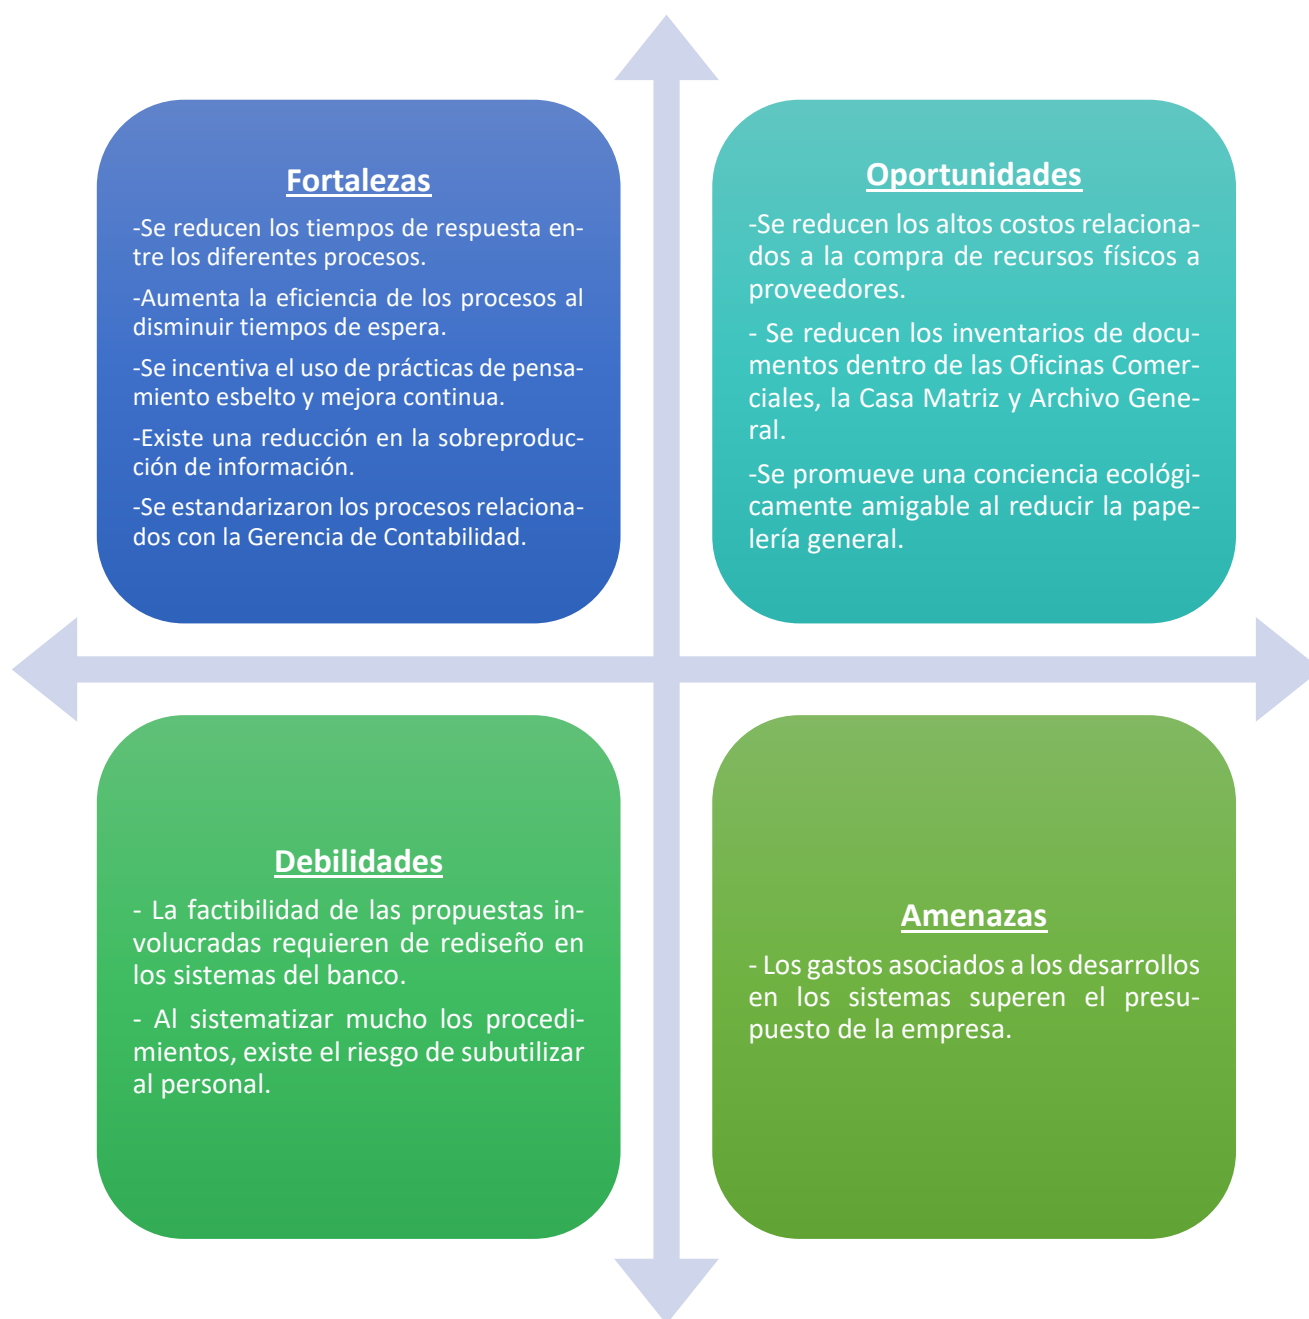 Fortalezas
-Se reducen los tiempos de respuesta en-
tre los diferentes procesos.
-Aumenta la eficiencia de los procesos al
disminuir tiempos de espera.
-Se incentiva el uso de prácticas de pensa-
miento esbelto y mejora continua.
-Existe una reducción en la sobreproduc-
ción de información.
-Se estandarizaron los procesos relaciona-
dos con la Gerencia de Contabilidad.
Oportunidades
-Se reducen los altos costos relaciona-
dos a la compra de recursos físicos a
proveedores.
- Se reducen los inventarios de docu-
mentos dentro de las Oficinas Comer-
ciales, la Casa Matriz y Archivo Gene-
ral.
-Se promueve una conciencia ecológi-
camente amigable al reducir la pape-
lería general.
Debilidades
- La factibilidad de las propuestas in-
volucradas requieren de rediseño en
los sistemas del banco.
- Al sistematizar mucho los procedi-
mientos, existe el riesgo de subutilizar
al personal.
Amenazas
- Los gastos asociados a los desarrollos
en los sistemas superen el presu-
puesto de la empresa.